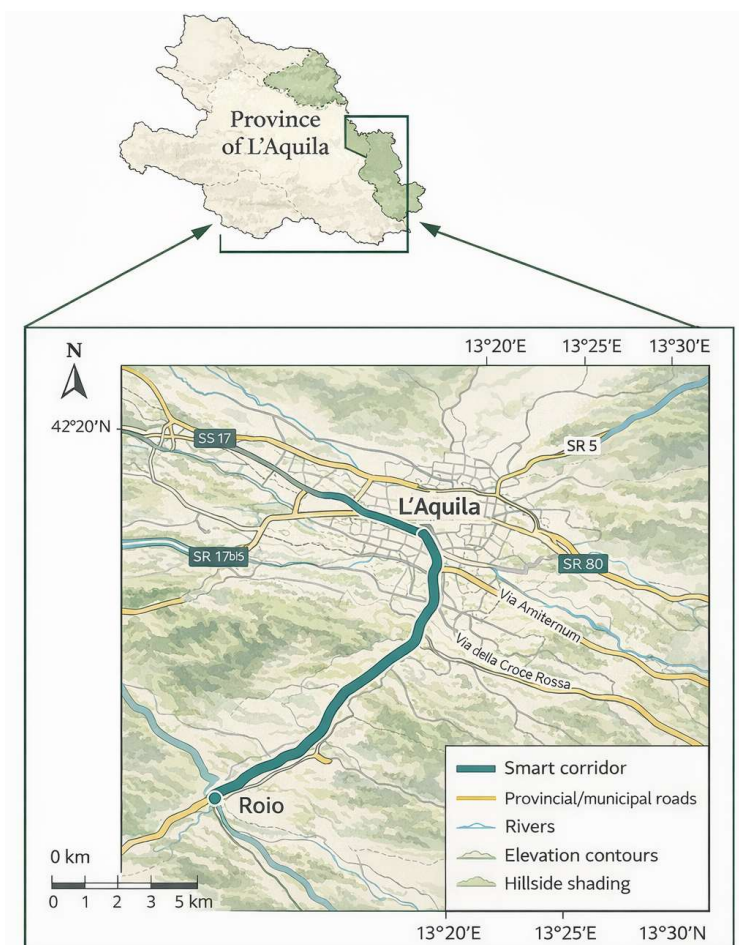 Province
of L'Aquila
N
13°20'E
13°25'E
13°30'E
42°20'N
SS 17
SR 5
L'Aquila
SR 17bis
SR 80
Via Amiternum
Via della Croce Rossa
Roio
Smart corridor
Provincial/municipal roads
Rivers
Elevation contours
Hillside shading
0 km
0 1 2 3 5 km
13°20'E
13°25'E
13°30'N